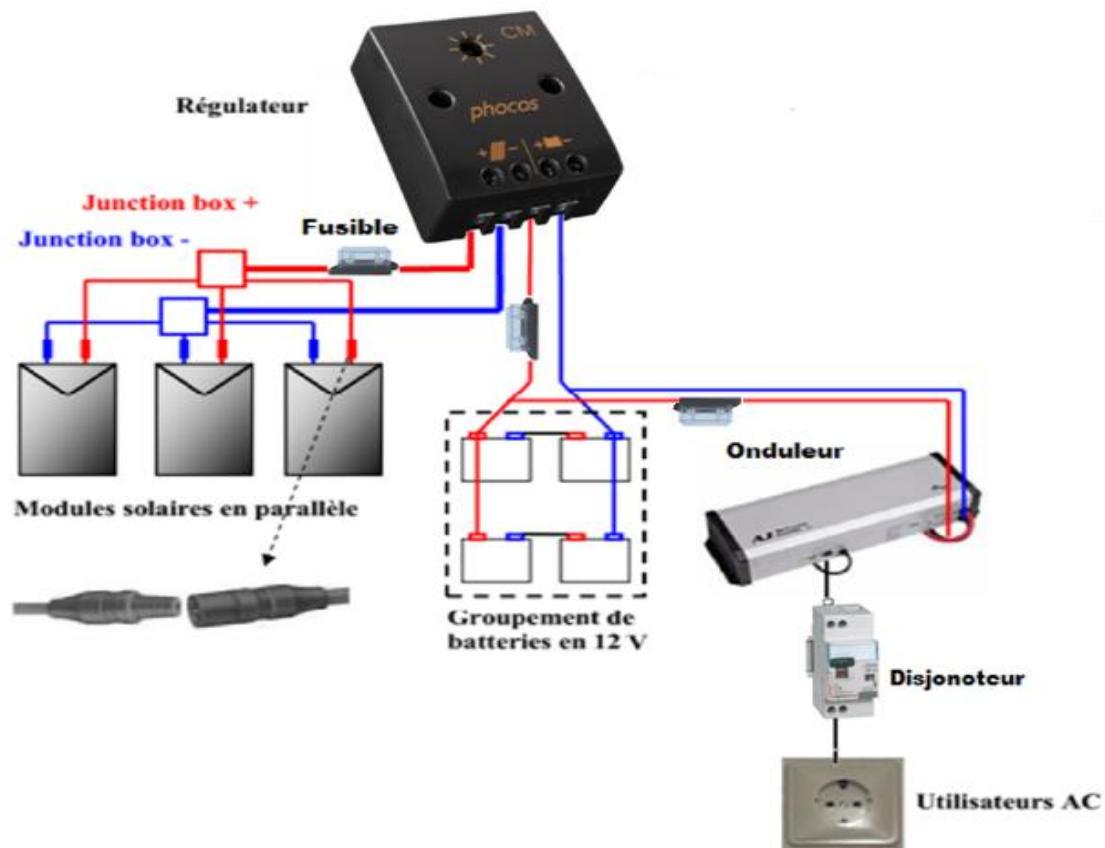 CM
Régulateur
phocos
+ - + -
Junction box +
Fusible
Junction box -
Onduleur
Modules solaires en parallèle
Groupement de
batteries en 12 V
Disjonoteur
Utilisateurs AC